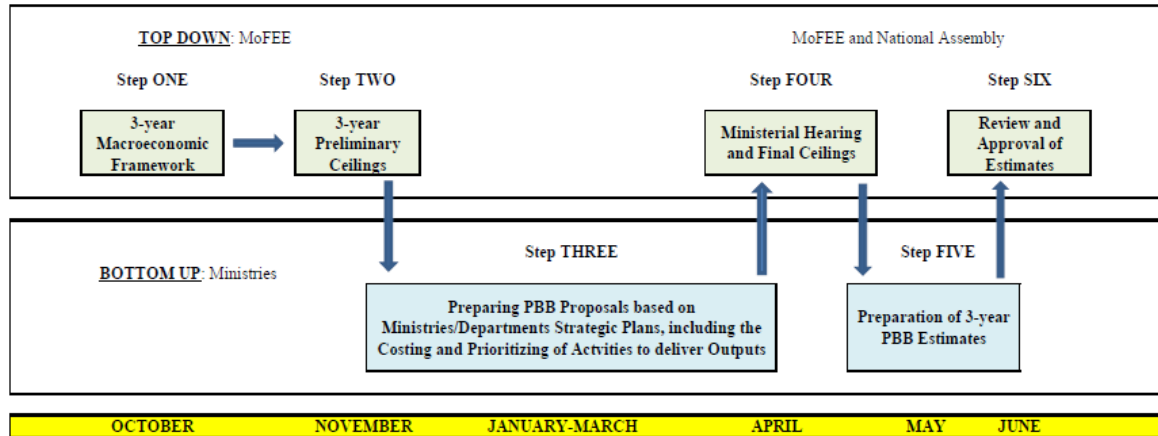 TOP DOWN: MoFEE
MoFEE and National Assembly
Step ONE
Step TWO
Step FOUR
Step SIX
3-year
Macroeconomic
Framework
3-year
Preliminary
Ceilings
Ministerial Hearing
and Final Ceilings
Review and
Approval of
Estimates
Step THREE
Step FIVE
BOTTOM UP: Ministries
Preparing PBB Proposals based on
Ministries/Departments Strategic Plans, including the
Costing and Prioritizing of Actvities to deliver Outputs
Preparation of 3-year
PBB Estimates
OCTOBER NOVEMBER JANUARY-MARCH APRIL MAY JUNE